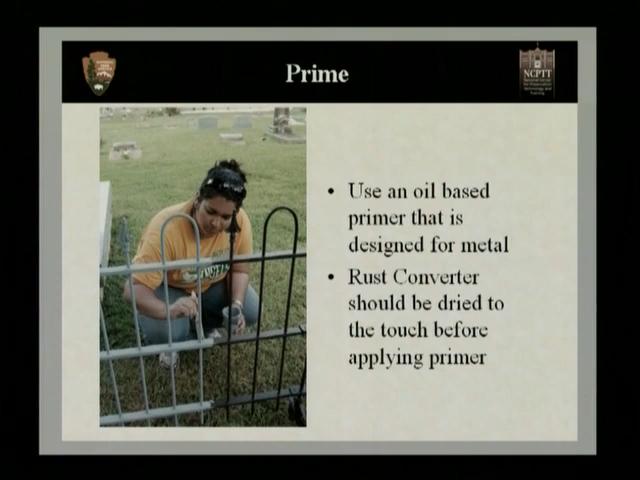 Prime
NCPTT
• Use an oil based
primer that is
designed for metal
• Rust Converter
should be dried to
the touch before
applying primer